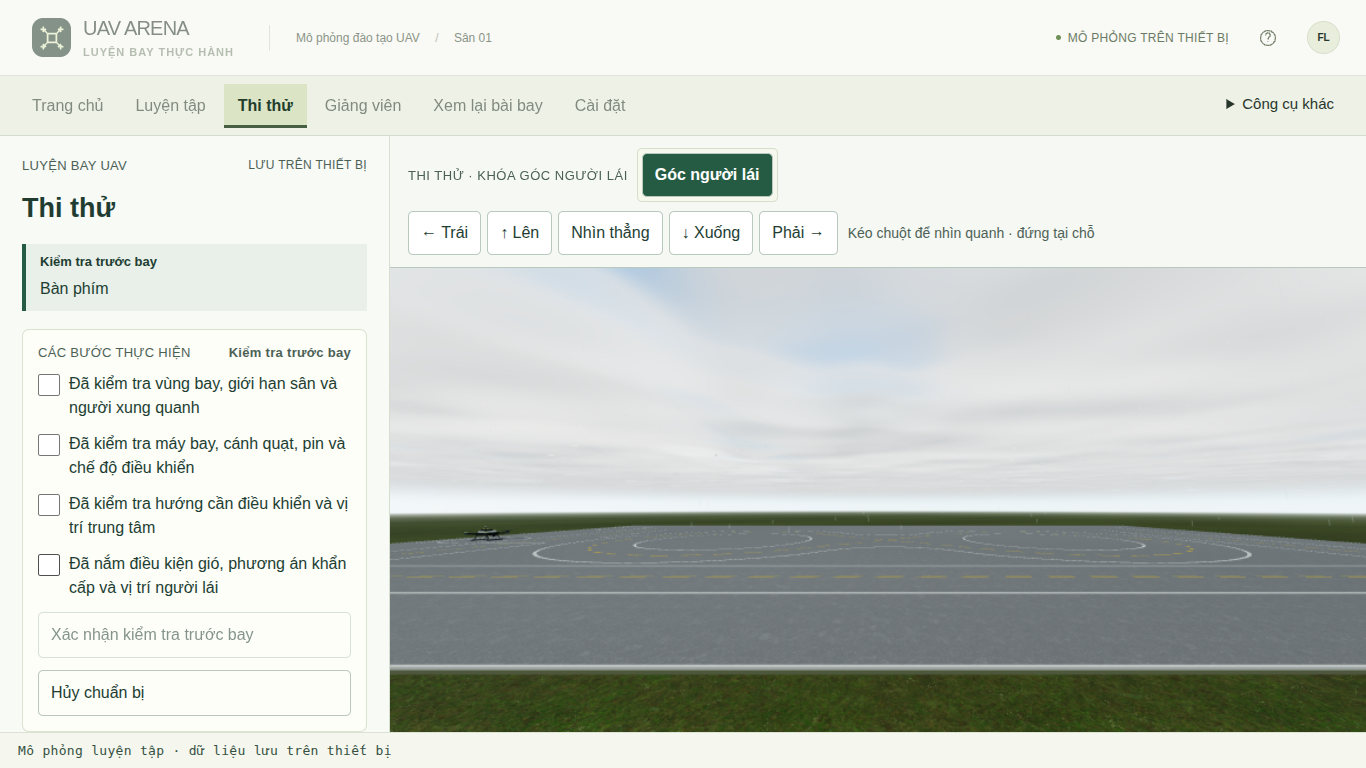 UAV ARENA
LUYỆN BAY THỰC HÀNH
Mô phỏng đào tạo UAV / Sân 01
MÔ PHỎNG TRÊN THIẾT BỊ
FL
Trang chủ
Luyện tập
Thi thử
Giảng viên
Xem lại bài bay
Cài đặt
▶ Công cụ khác
LUYỆN BAY UAV
LƯU TRÊN THIẾT BỊ
Thi thử
Kiểm tra trước bay
Bàn phím
CÁC BƯỚC THỰC HIỆN
Kiểm tra trước bay
Đã kiểm tra vùng bay, giới hạn sân và
người xung quanh
Đã kiểm tra máy bay, cánh quạt, pin và
chế độ điều khiển
Đã kiểm tra hướng cần điều khiển và vị
trí trung tâm
Đã nắm điều kiện gió, phương án khẩn
cấp và vị trí người lái
Xác nhận kiểm tra trước bay
Hủy chuẩn bị
THI THỬ · KHÓA GÓC NGƯỜI LÁI
Góc người lái
← Trái
↑ Lên
Nhìn thẳng
↓ Xuống
Phải →
Kéo chuột để nhìn quanh · đứng tại chỗ
Mô phỏng luyện tập · dữ liệu lưu trên thiết bị